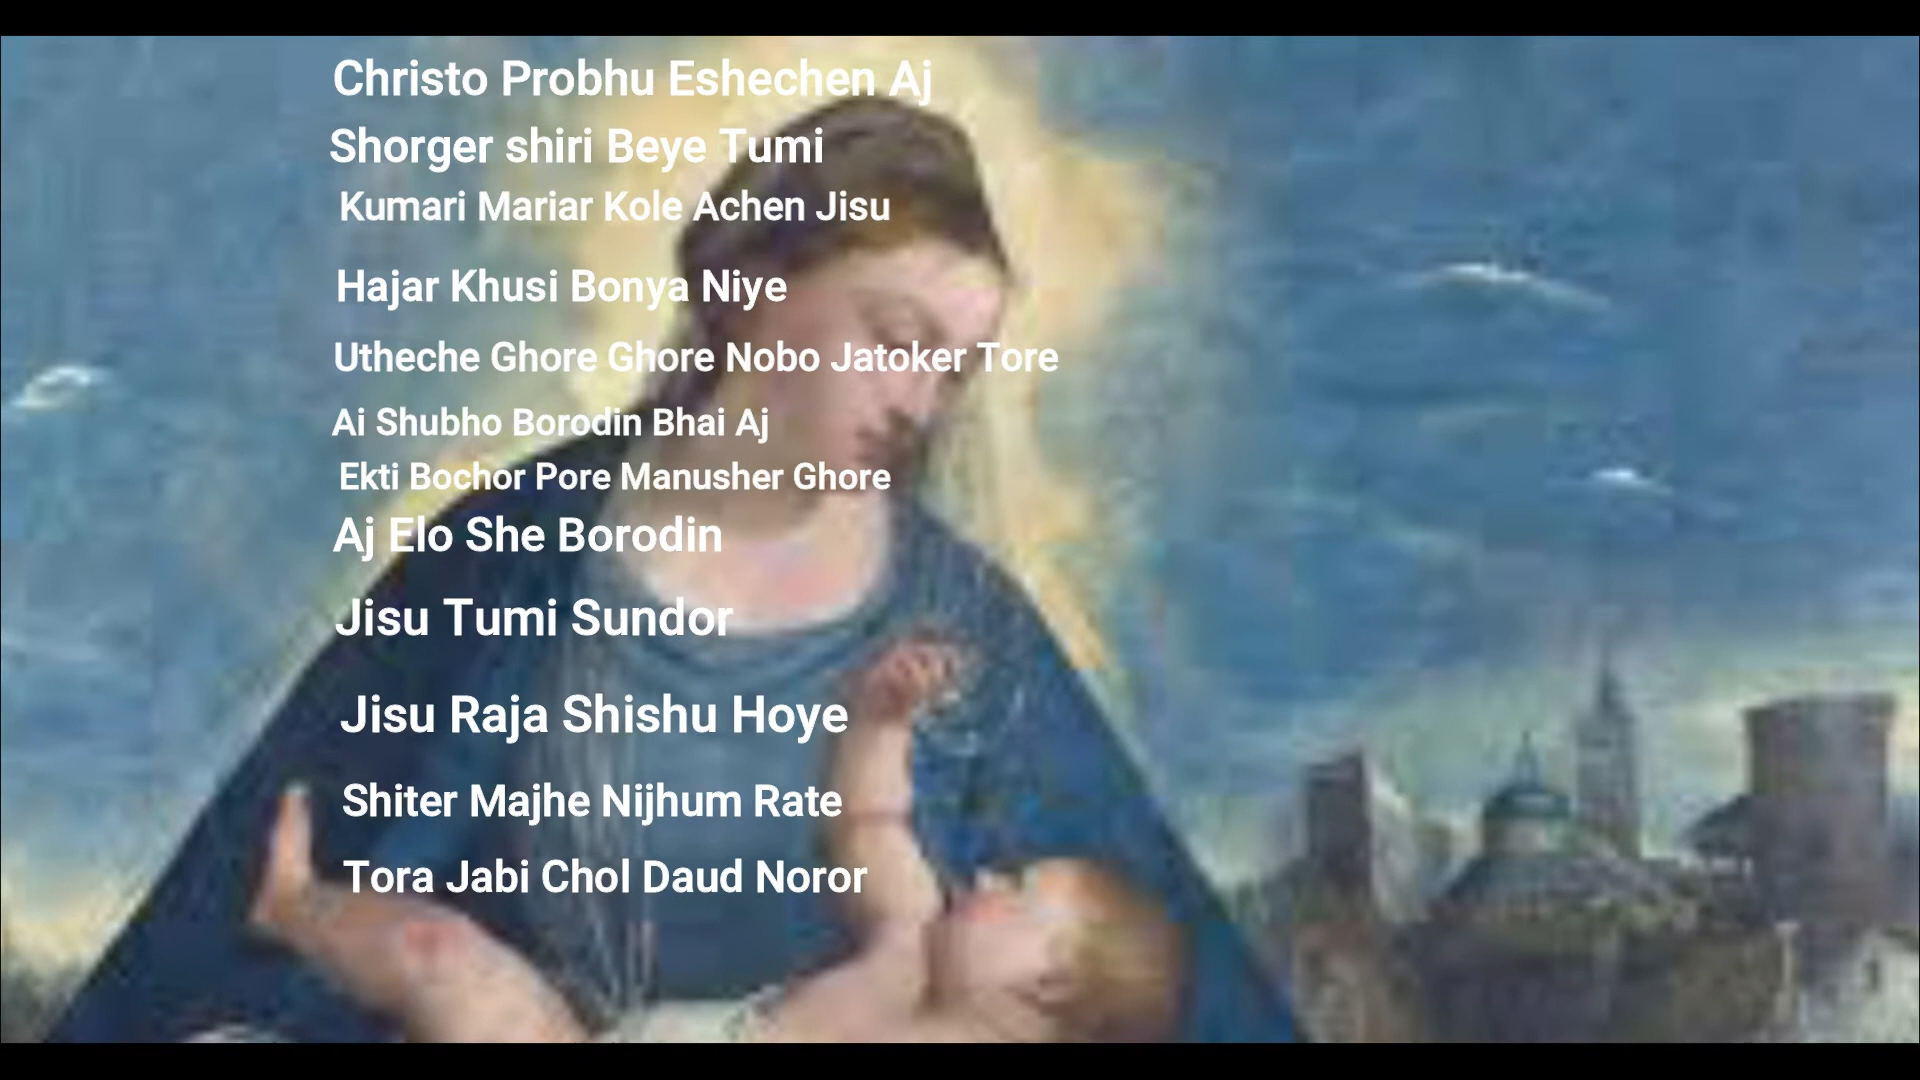 Christo Probhu Eshechen Aj
Shorger shiri Beye Tumi
Kumari Mariar Kole Achen Jisu
Hajar Khusi Bonya Niye
Utheche Ghore Ghore Nobo Jatoker Tore
Ai Shubho Borodin Bhai Aj
Ekti Bochor Pore Manusher Ghore
Aj Elo She Borodin
Jisu Tumi Sundor
Jisu Raja Shishu Hoye
Shiter Majhe Nijhum Rate
Tora Jabi Chol Daud Noror